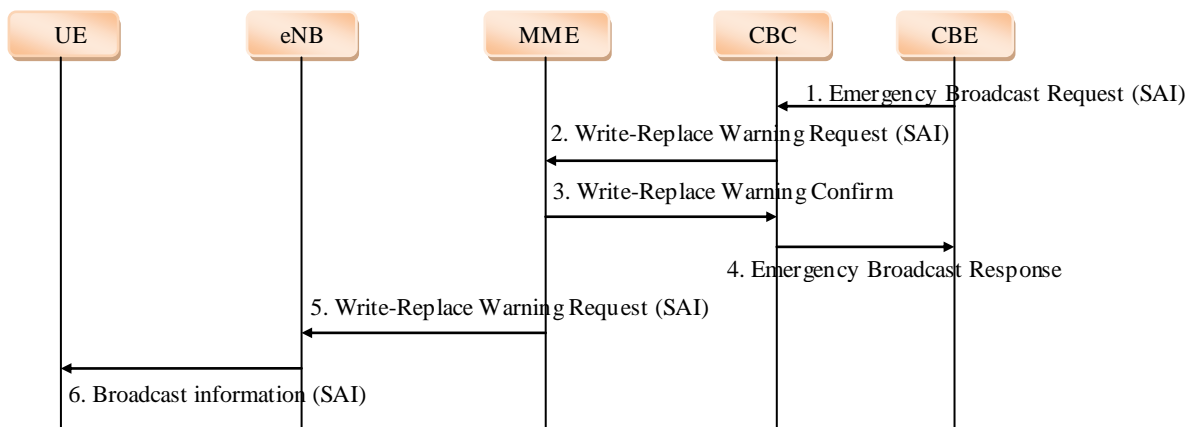 UE
eNB
MME
CBC
CBE
1. Emergency Broadcast Request (SAI)
2. Write-Replace Warning Request (SAI)
3. Write-Replace Warning Confirm
4. Emergency Broadcast Response
5. Write-Replace Warning Request (SAI)
6. Broadcast information (SAI)